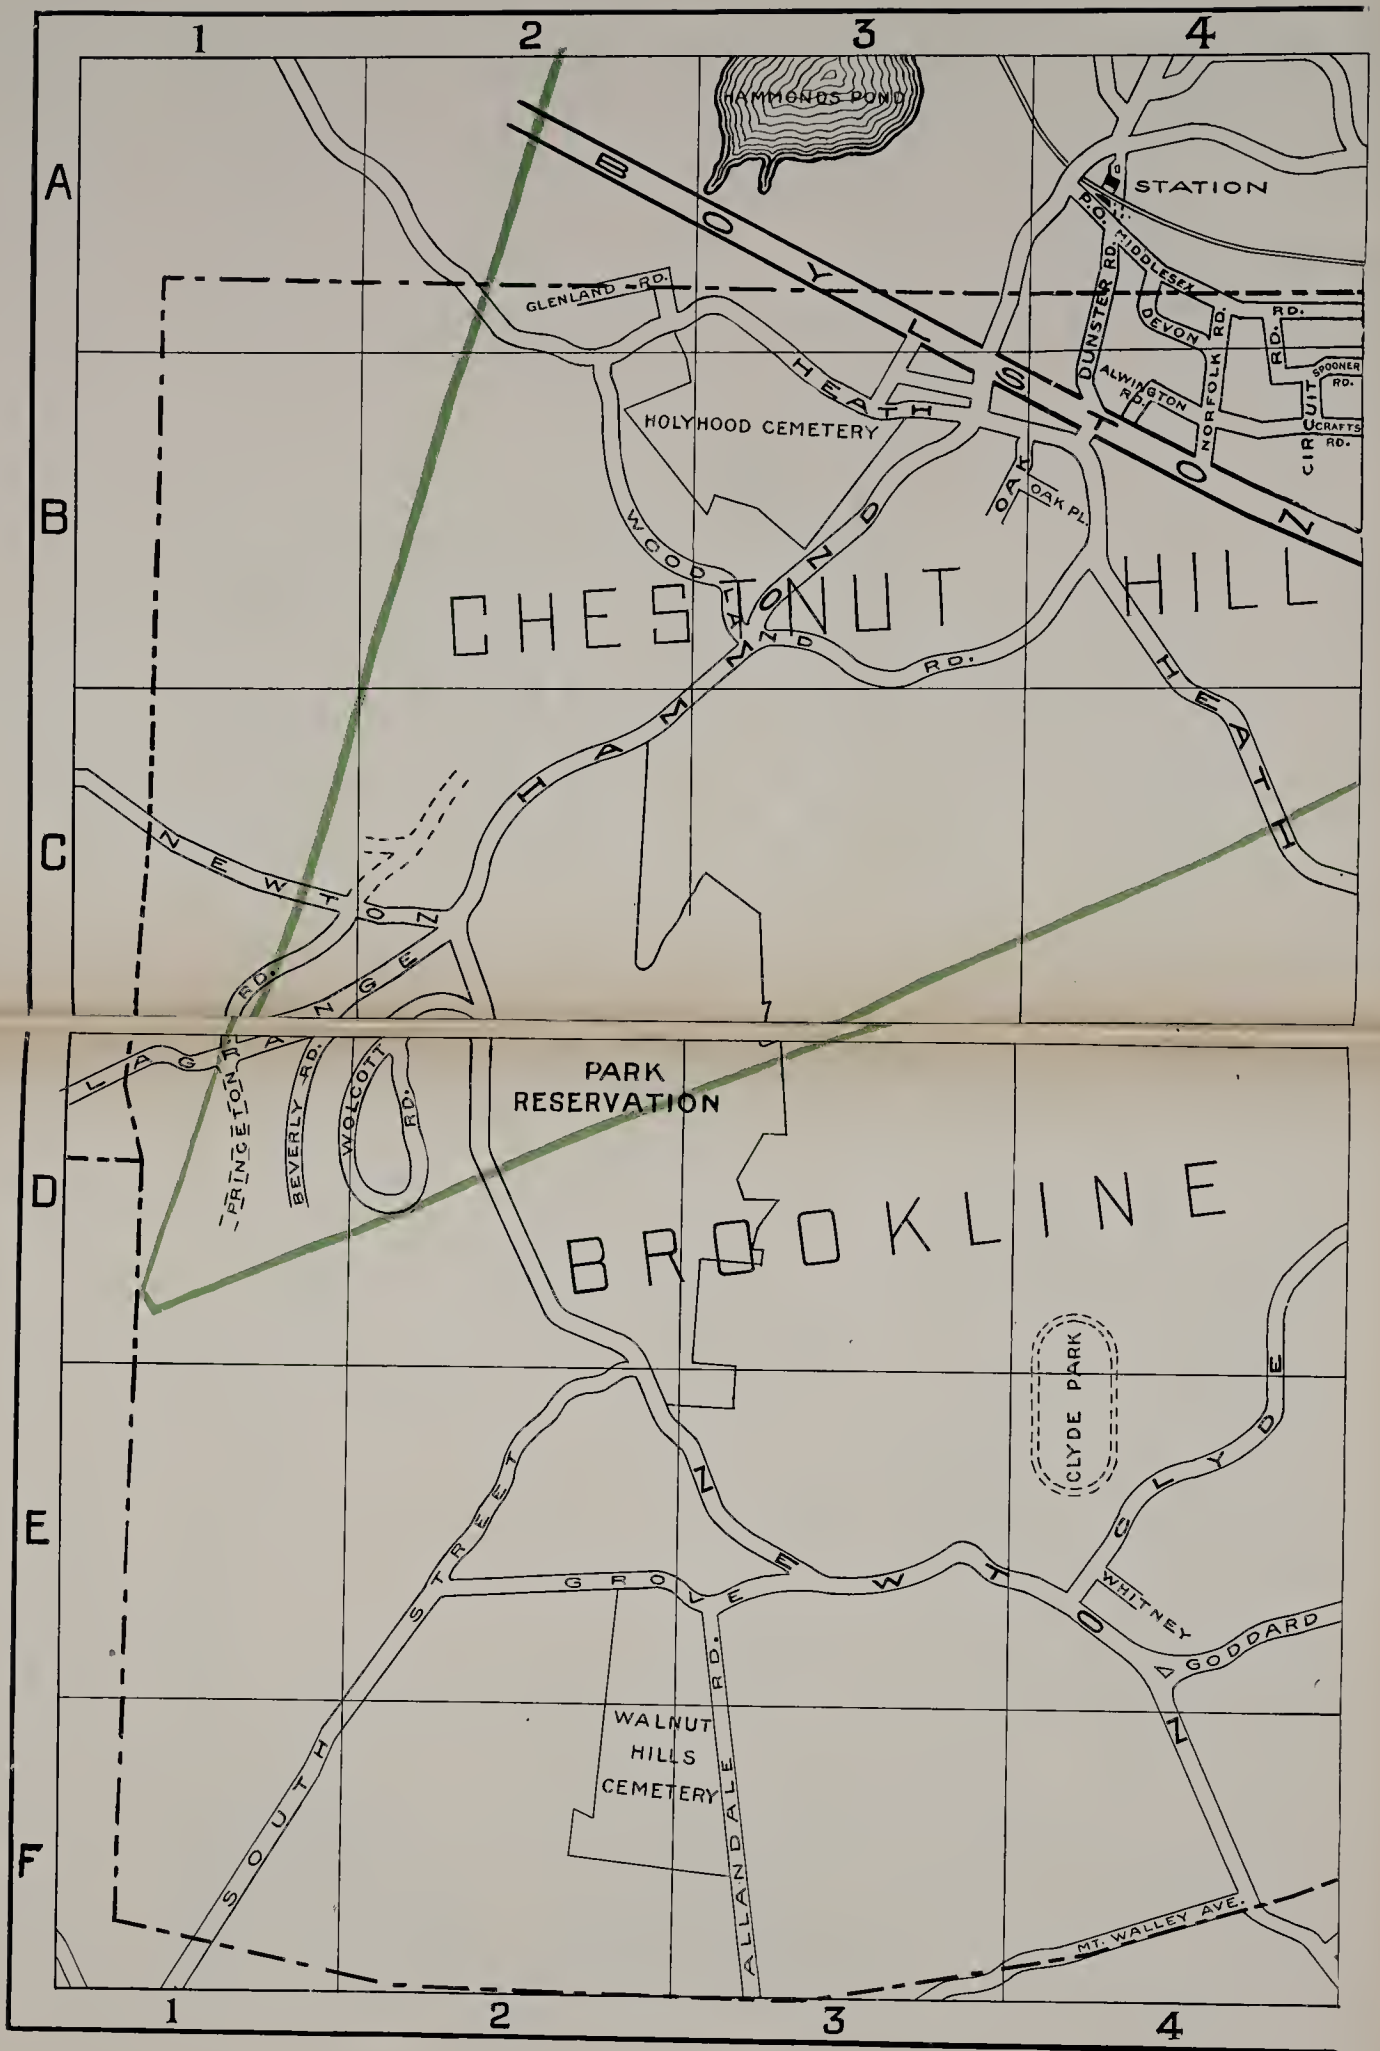 1 2 3 4
A
B
C
D
E
F
HAMMONDS POND
BOYLSTON
STATION
P.O.
MIDDLESEX
RD.
DUNSTER RD.
DEVON
NORFOLK RD.
RD.
ALWINGTON
RD.
SPOONER
RD.
CIRCUIT
CRAFTS
RD.
GLENLAND RD.
HEATH
HOLYHOOD CEMETERY
OAK
OAK PL.
WOODLAND RD.
HAMMOND
CHESTNUT HILL
HEATH
NEWTON
RD.
LAGRANGE
PRINCETON
BEVERLY RD.
WOLCOTT
RD.
PARK
RESERVATION
BROOKLINE
CLYDE PARK
CLYDE
NEWTON
WHITNEY
GODDARD
SOUTH STREET
GROVE
ALLANDALE RD.
WALNUT
HILLS
CEMETERY
MT. WALLEY AVE.
1 2 3 4